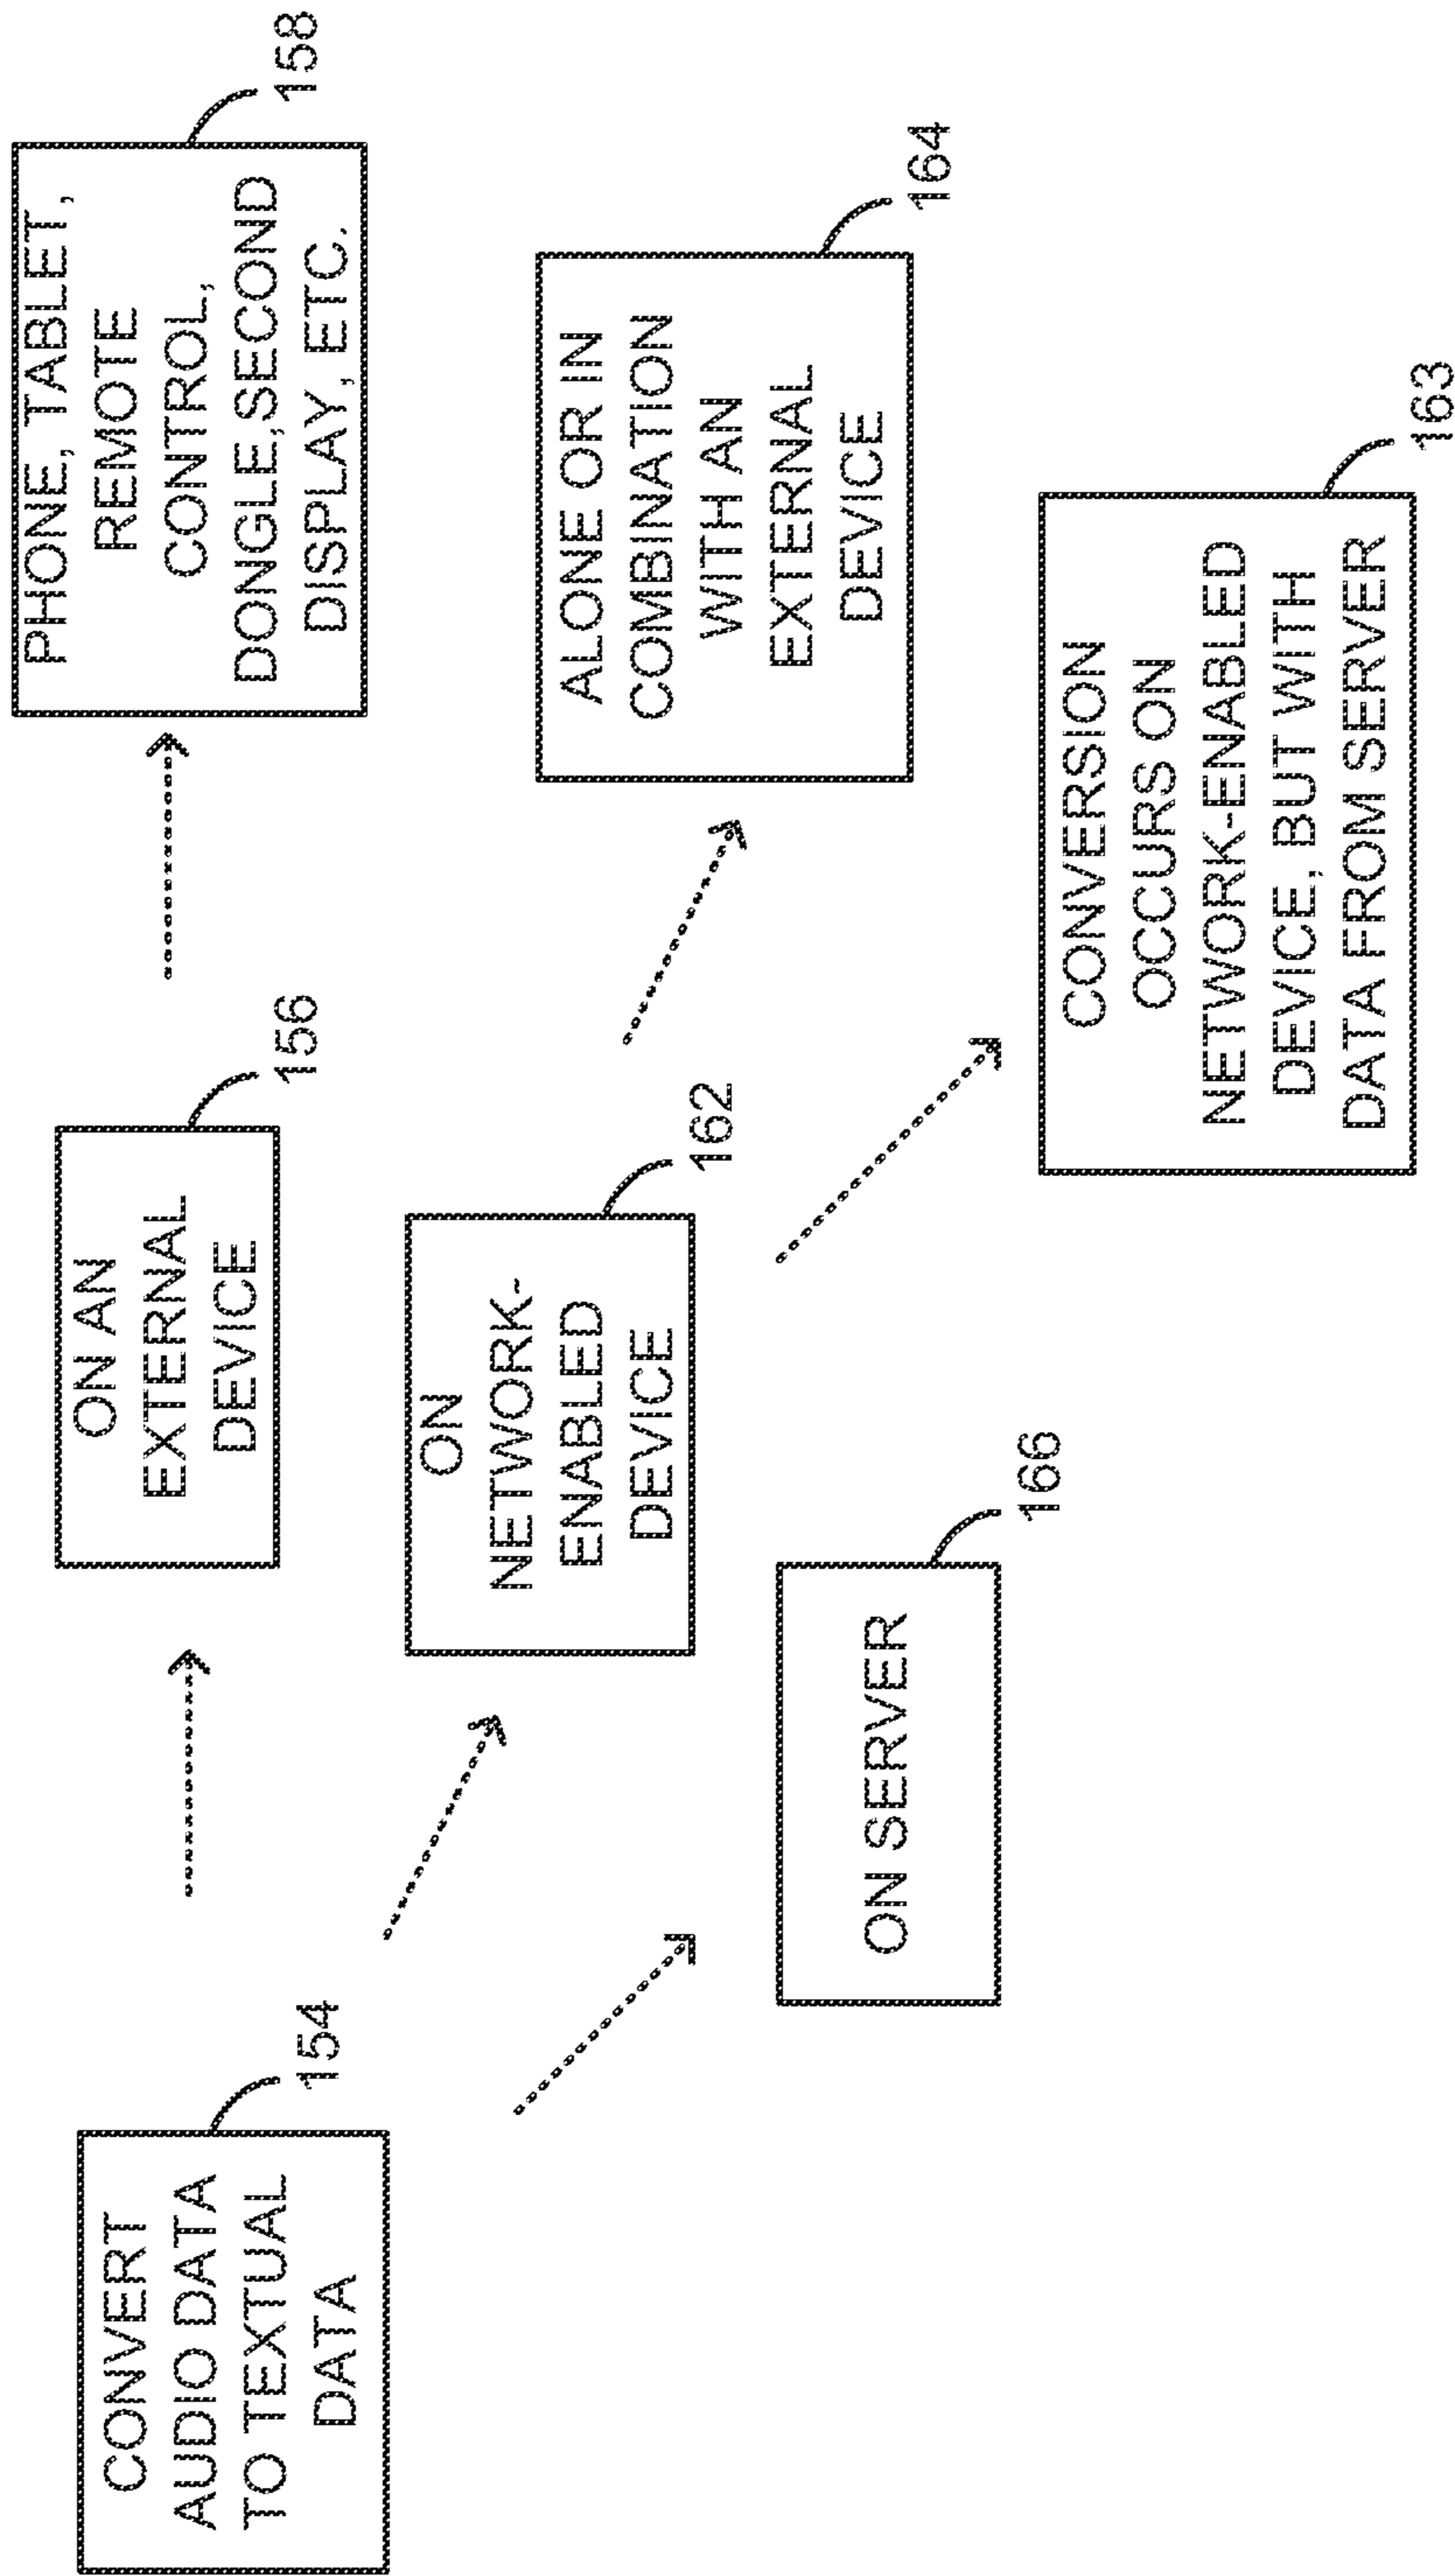 CONVERT
AUDIO DATA
TO TEXTUAL
DATA
154
ON AN
EXTERNAL
DEVICE
156
PHONE, TABLET,
REMOTE
CONTROL,
DONGLE,SECOND
DISPLAY, ETC.
158
ON
NETWORK-
ENABLED
DEVICE
162
ALONE OR IN
COMBINATION
WITH AN
EXTERNAL
DEVICE
164
ON SERVER
166
CONVERSION
OCCURS ON
NETWORK-ENABLED
DEVICE, BUT WITH
DATA FROM SERVER
163